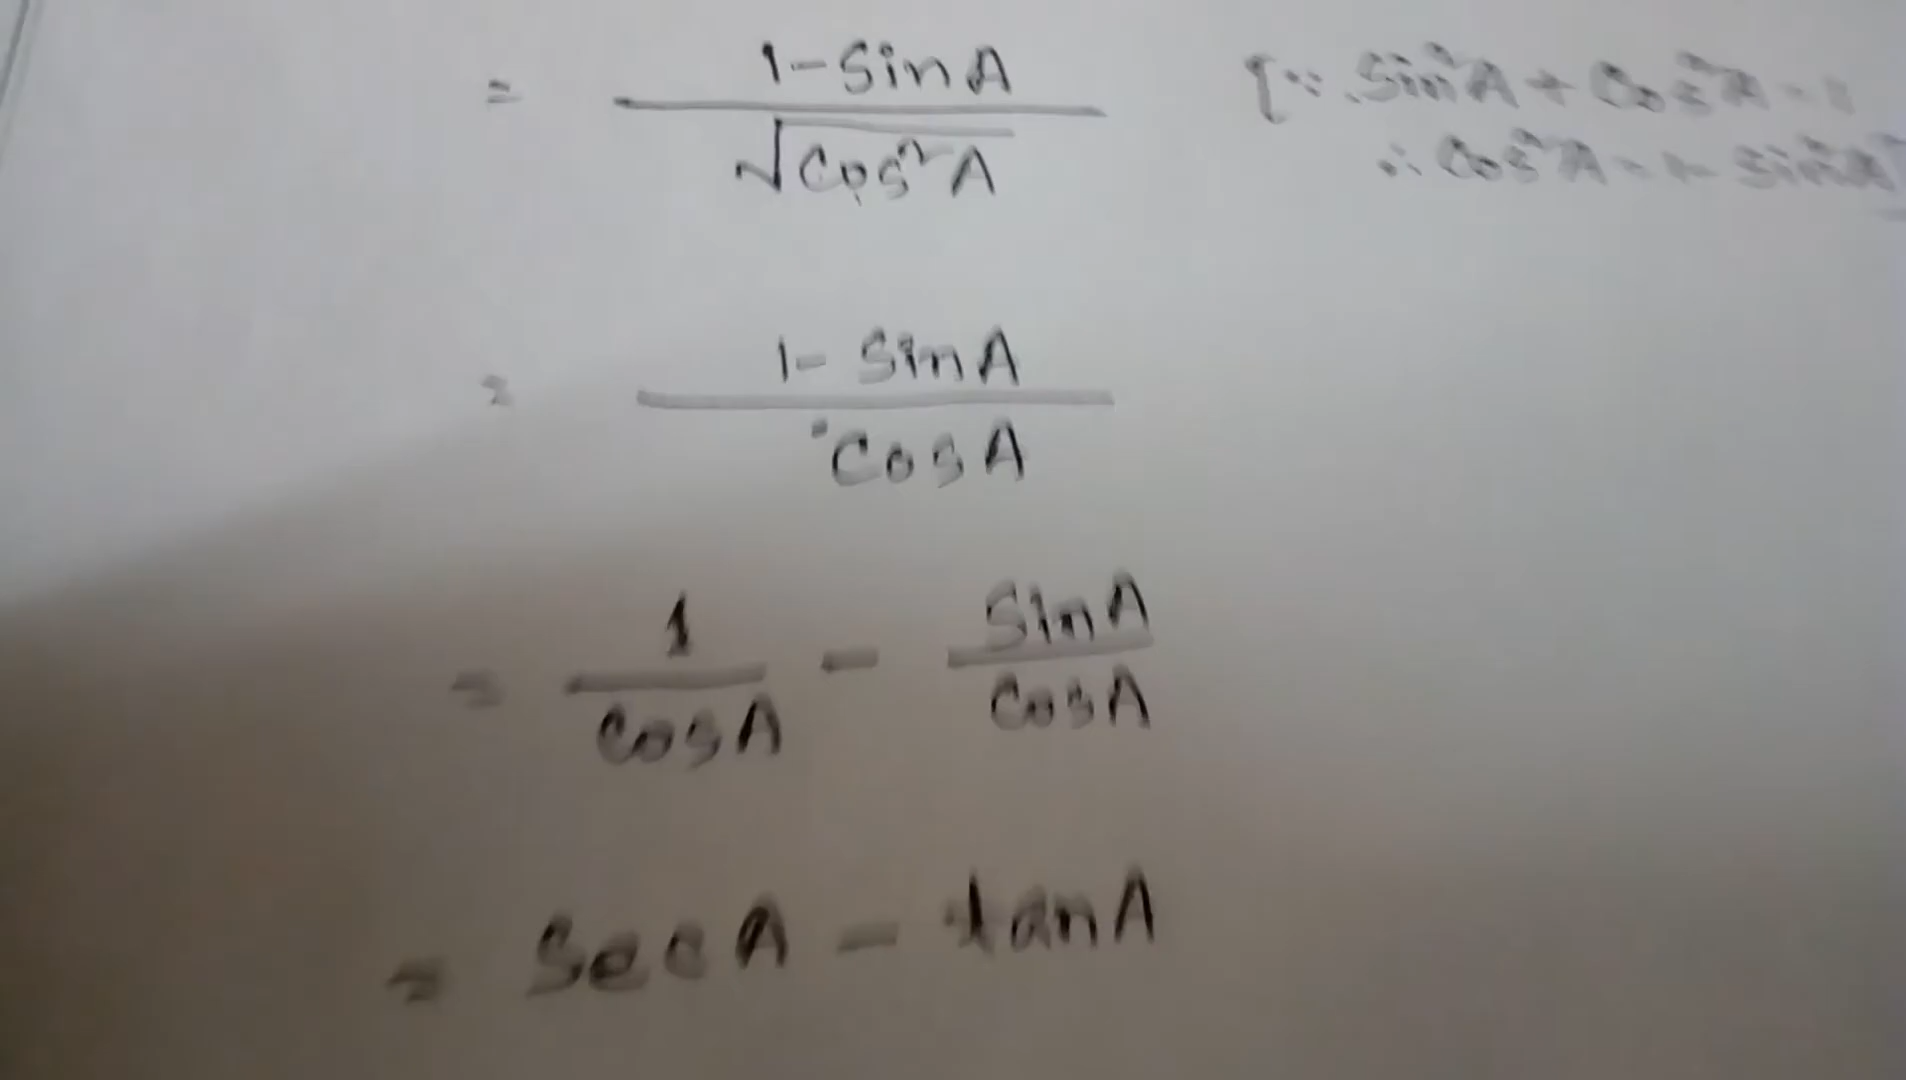 = 1-SinA / √Cos²A [∵ Sin²A + Cos²A = 1
∴ Cos²A = 1 - Sin²A]
= 1- SinA / CosA
= 1 / CosA - SinA / CosA
= SecA - tanA